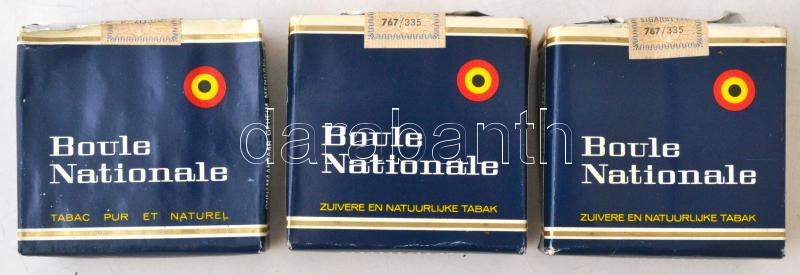 767/335
SIGARETTEN
767/335
Boule
Nationale
TABAC PUR ET NATUREL
Boule
Nationale
ZUIVERE EN NATUURLIJKE TABAK
Boule
Nationale
ZUIVERE EN NATUURLIJKE TABAK
darabanth